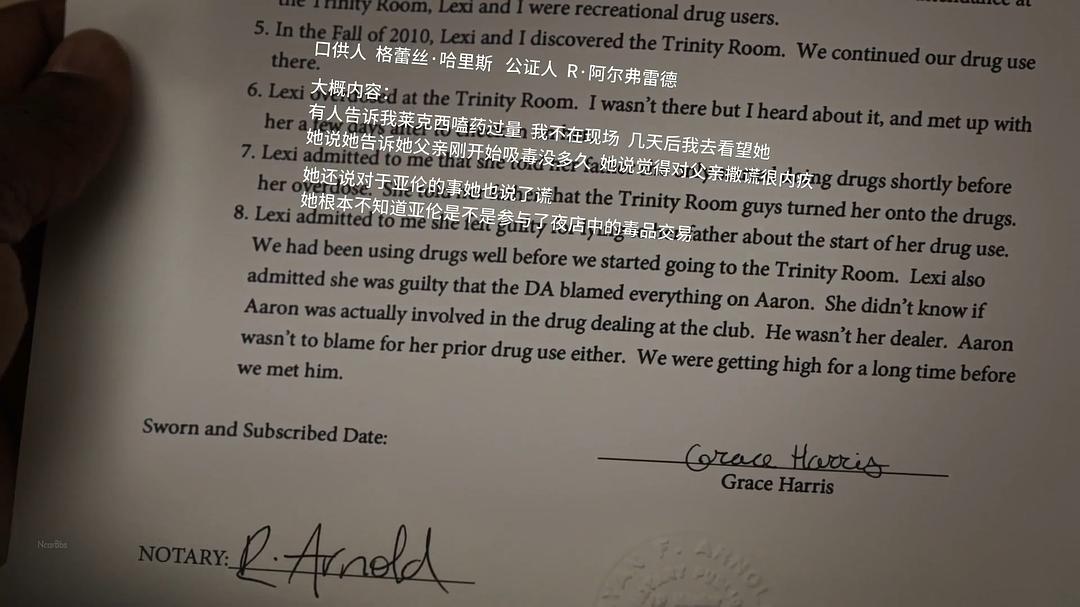 the Trinity Room, Lexi and I were recreational drug users.
5. In the Fall of 2010, Lexi and I discovered the Trinity Room. We continued our drug use
there.
口供人 格蕾丝·哈里斯 公证人 R·阿尔弗雷德
6. Lexi overdosed at the Trinity Room. I wasn't there but I heard about it, and met up with
大概内容:
her a few days after
有人告诉我莱克西嗑药过量 我不在现场 几天后我去看望她
7. Lexi admitted to me that she told her drugs shortly before
她说她告诉她父亲刚开始吸毒没多久 她说觉得对父亲撒谎很内疚
her overdose. She that the Trinity Room guys turned her onto the drugs.
她还说对于亚伦的事她也说了谎
8. Lexi admitted to me she felt guilty for lying father about the start of her drug use.
她根本不知道亚伦是不是参与了夜店中的毒品交易
We had been using drugs well before we started going to the Trinity Room. Lexi also
admitted she was guilty that the DA blamed everything on Aaron. She didn't know if
Aaron was actually involved in the drug dealing at the club. He wasn't her dealer. Aaron
wasn't to blame for her prior drug use either. We were getting high for a long time before
we met him.
Sworn and Subscribed Date:
Grace Harris
Grace Harris
NOTARY: R. Arnold